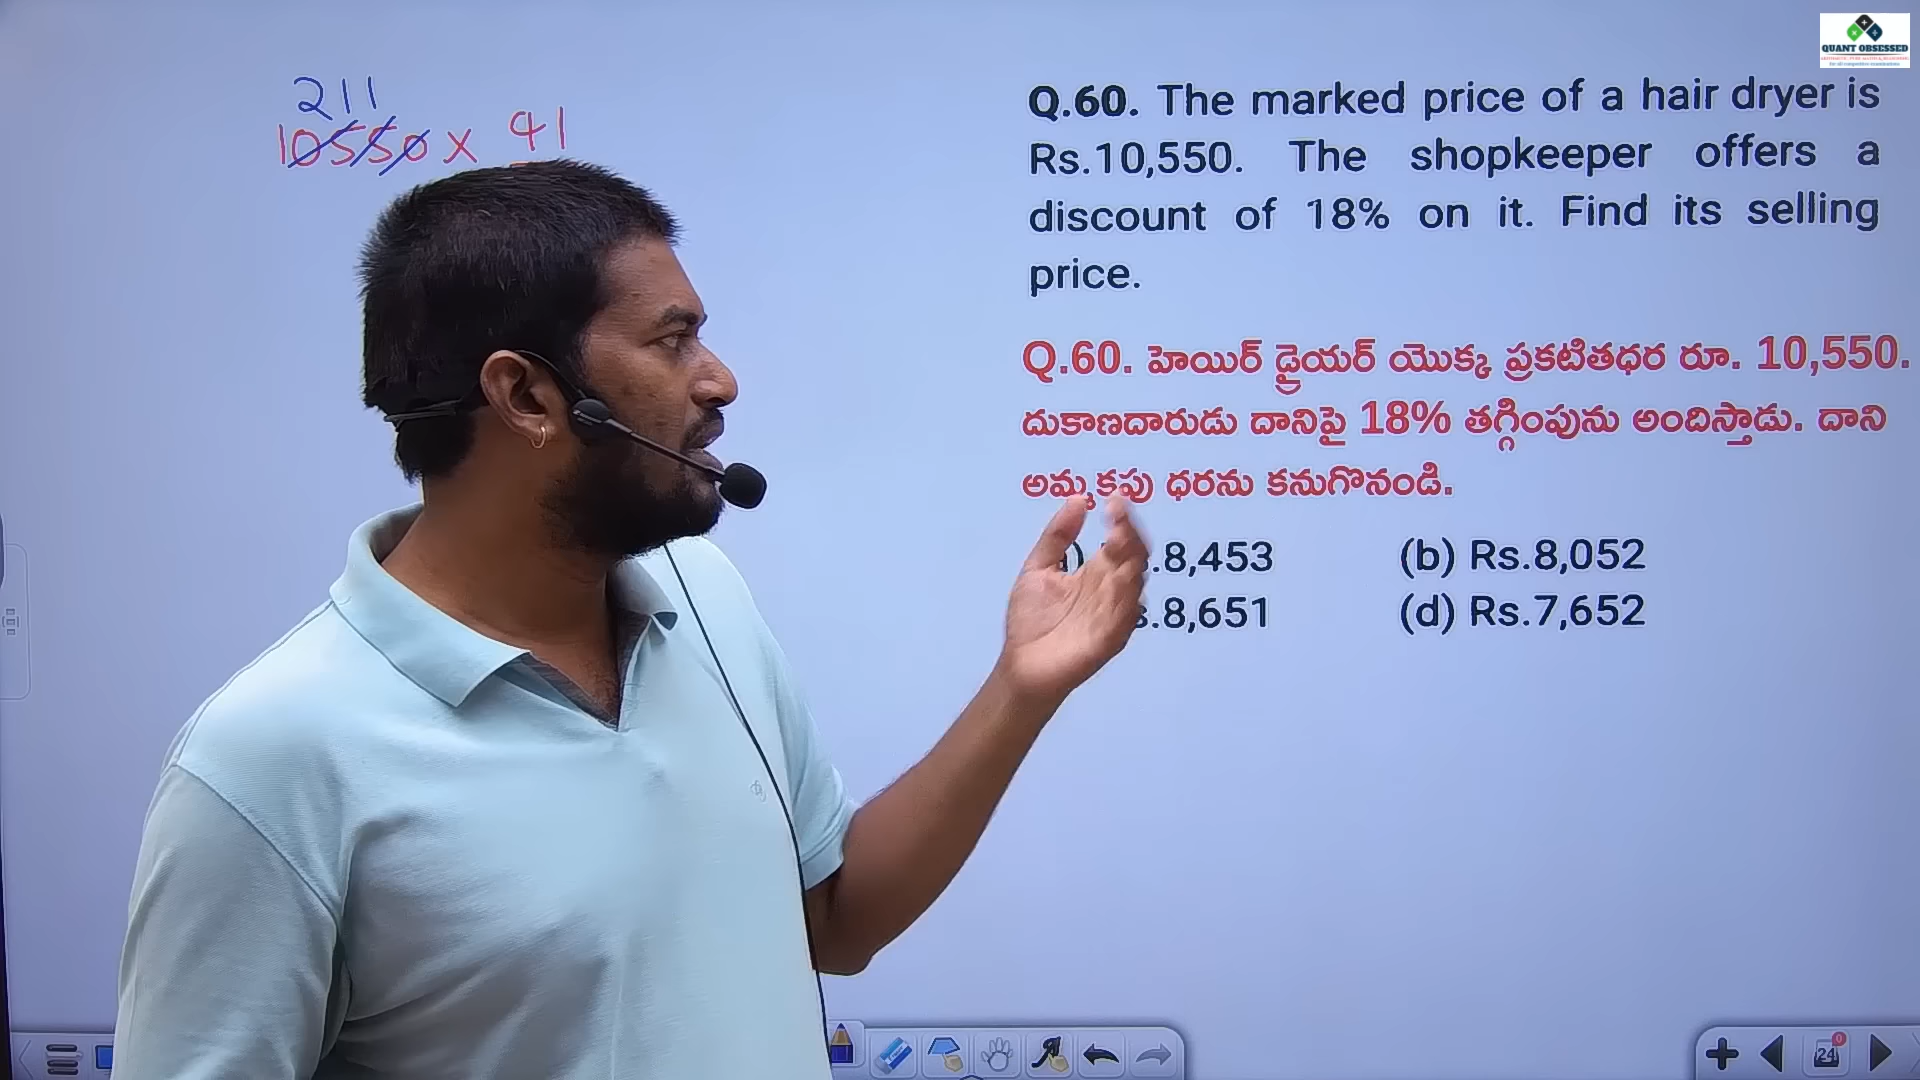 QUANT OBSESSED
211
10550 x 41
Q.60. The marked price of a hair dryer is
Rs.10,550. The shopkeeper offers a
discount of 18% on it. Find its selling
price.
Q.60. హెయిర్ డ్రైయర్ యొక్క ప్రకటితధర రూ. 10,550.
దుకాణదారుడు దానిపై 18% తగ్గింపును అందిస్తాడు. దాని
అమ్మకపు ధరను కనుగొనండి.
.8,453 (b) Rs.8,052
s.8,651 (d) Rs.7,652
24